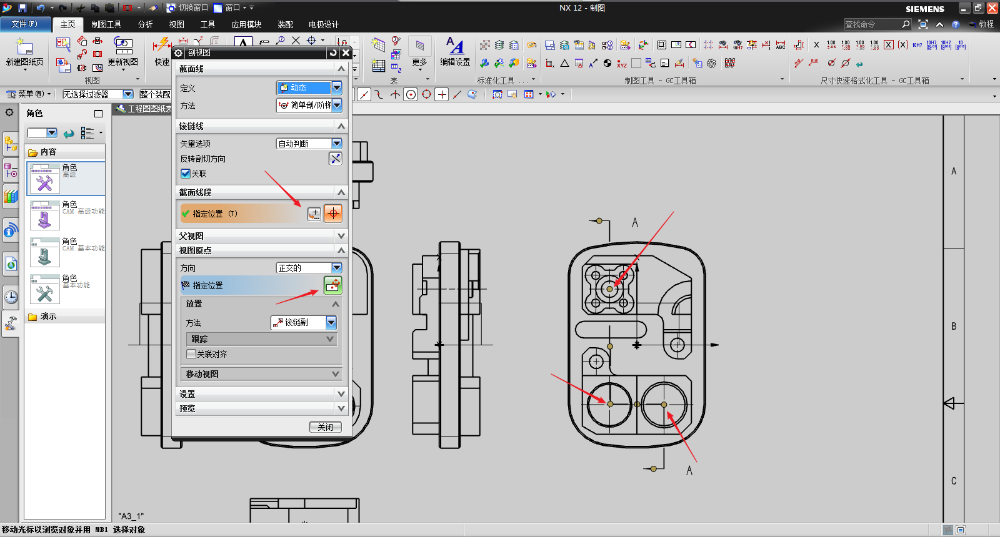 切换窗口 窗口 NX 12 - 制图 SIEMENS
文件(F) 主页 制图工具 分析 视图 工具 应用模块 装配 电极设计 查找命令 教程
新建图纸页 更新视图 快速 更多 编辑设置
视图 表 标准化工具 ... 制图工具 - GC工具箱 尺寸快速格式化工具 - GC工具箱
菜单(M) 无选择过滤器 整个装配
角色 工程图图纸表
内容
角色
高级
角色
CAM 高级功能
角色
CAM 基本功能
角色
基本功能
演示
剖视图
截面线
定义 动态
方法 简单剖/阶梯
铰链线
矢量选项 自动判断
反转剖切方向
关联
截面线段
指定位置 (7)
父视图
视图原点
方向 正交的
指定位置
放置
方法 铰链副
跟踪
关联对齐
移动视图
设置
预览
关闭
A
A
A
B
C
"A3_1"
移动光标以浏览对象并用 MB1 选择对象